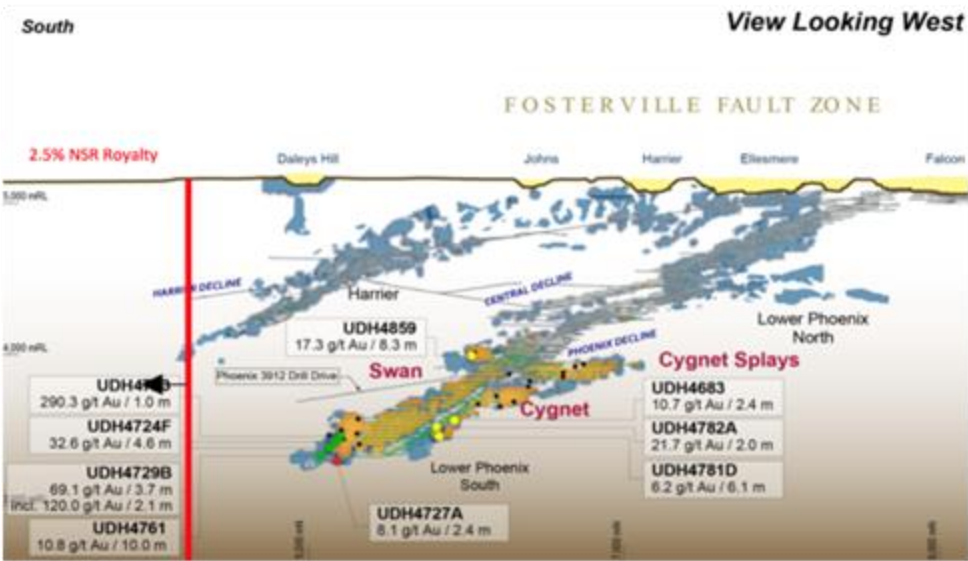 South
View Looking West
FOSTERVILLE FAULT ZONE
2.5% NSR Royalty
Daleys Hill
Johns
Harrier
Ellesmere
Falcon
5,000 mRL
HARRIER DECLINE
Harrier
CENTRAL DECLINE
Lower Phoenix
North
UDH4859
17.3 g/t Au / 8.3 m
PHOENIX DECLINE
4,000 mRL
Swan
Cygnet Splays
Phoenix 3912 Drill Drive
Cygnet
290.3 g/t Au / 1.0 m
UDH4724F
32.6 g/t Au / 4.6 m
UDH4729B
69.1 g/t Au / 3.7 m
incl. 120.0 g/t Au / 2.1 m
UDH4761
10.8 g/t Au / 10.0 m
UDH4683
10.7 g/t Au / 2.4 m
UDH4782A
21.7 g/t Au / 2.0 m
UDH4781D
6.2 g/t Au / 6.1 m
Lower Phoenix
South
UDH4727A
8.1 g/t Au / 2.4 m